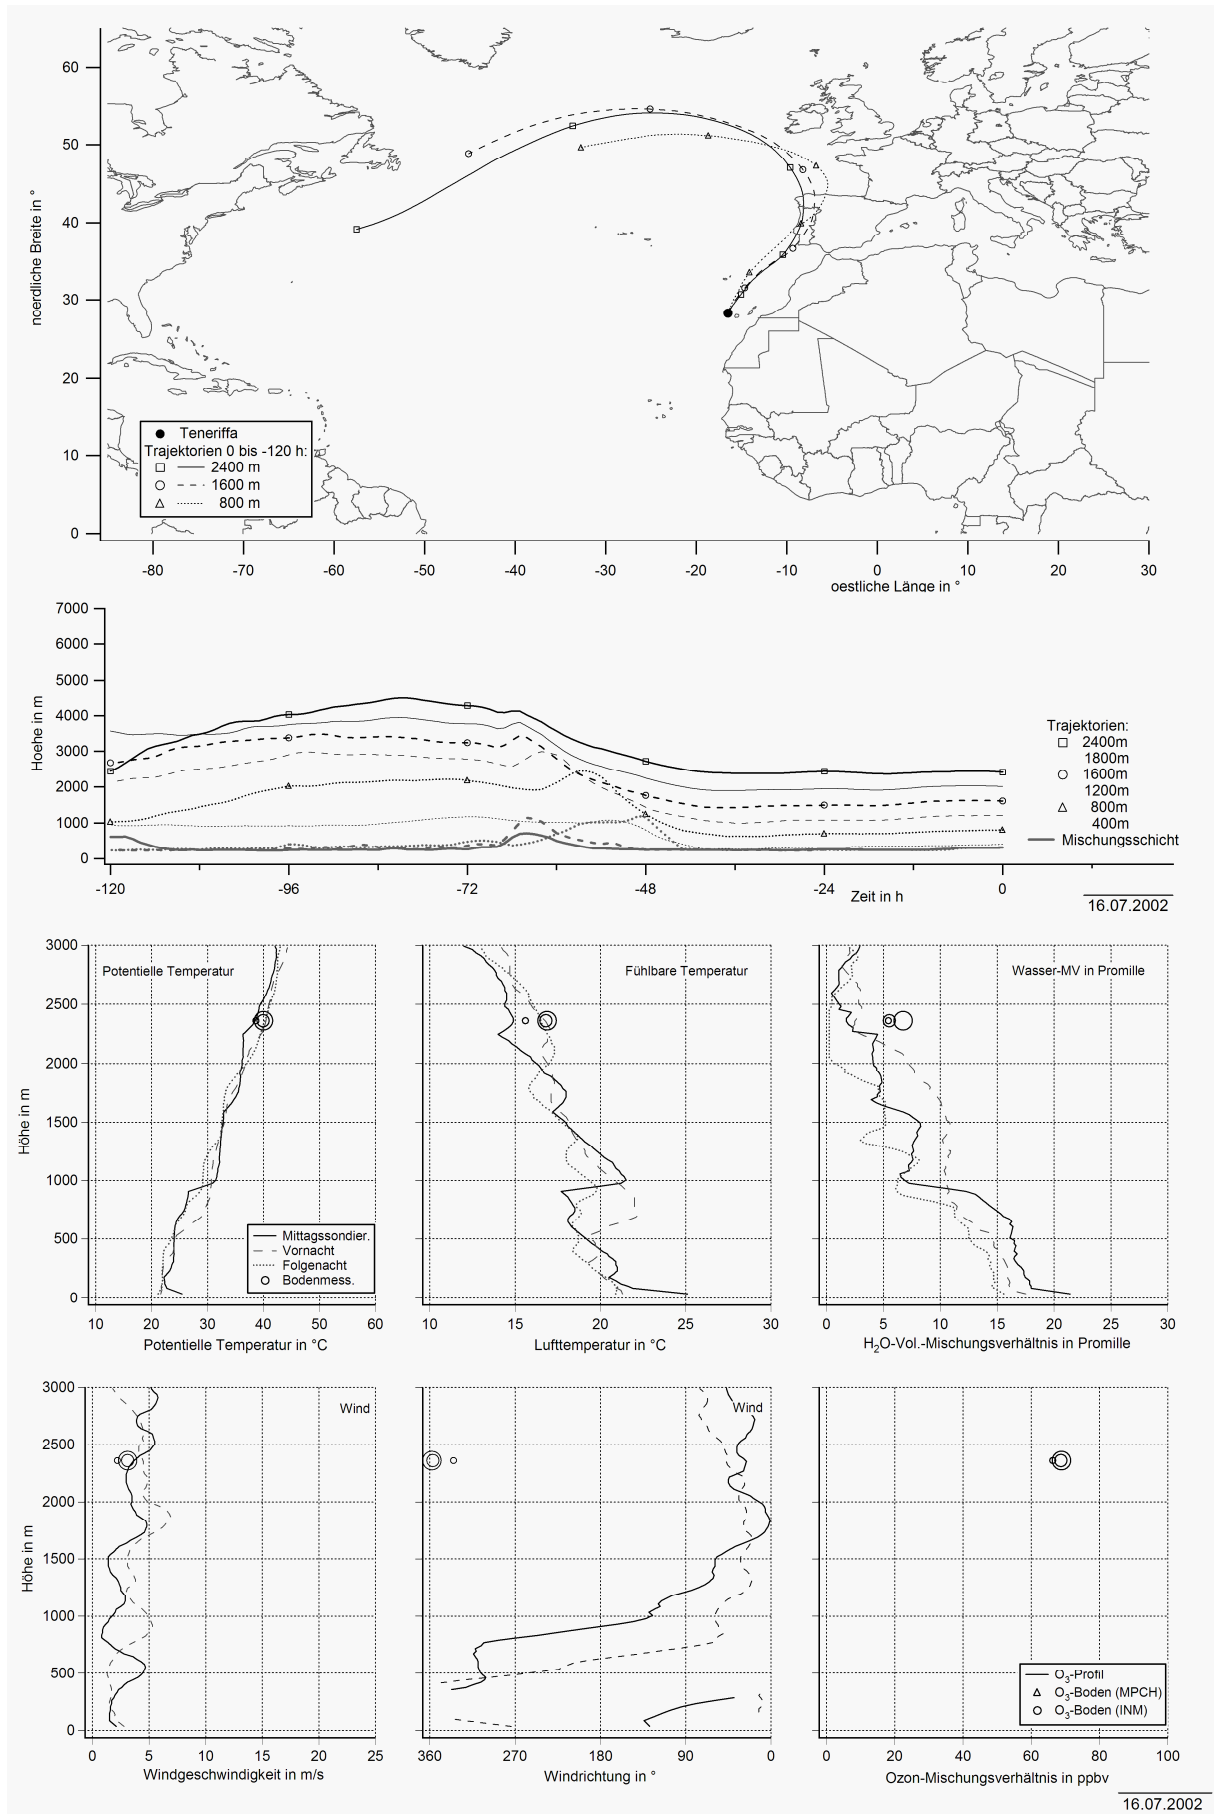 60
50
40
30
20
10
0
noerdliche Breite in °
Teneriffa
Trajektorien 0 bis -120 h:
2400 m
1600 m
800 m
-80 -70 -60 -50 -40 -30 -20 -10 0 10 20 30
oestliche Länge in °
7000
6000
5000
4000
3000
2000
1000
0
Hoehe in m
Trajektorien:
2400m
1800m
1600m
1200m
800m
400m
Mischungsschicht
-120 -96 -72 -48 -24 0
Zeit in h
16.07.2002
3000
2500
2000
1500
1000
500
0
Höhe in m
Potentielle Temperatur
Mittagssondier.
Vornacht
Folgenacht
Bodenmess.
10 20 30 40 50 60
Potentielle Temperatur in °C
Fühlbare Temperatur
10 15 20 25 30
Lufttemperatur in °C
Wasser-MV in Promille
0 5 10 15 20 25 30
H2O-Vol.-Mischungsverhältnis in Promille
3000
2500
2000
1500
1000
500
0
Höhe in m
Wind
0 5 10 15 20 25
Windgeschwindigkeit in m/s
Wind
360 270 180 90 0
Windrichtung in °
O3-Profil
O3-Boden (MPCH)
O3-Boden (INM)
0 20 40 60 80 100
Ozon-Mischungsverhältnis in ppbv
16.07.2002